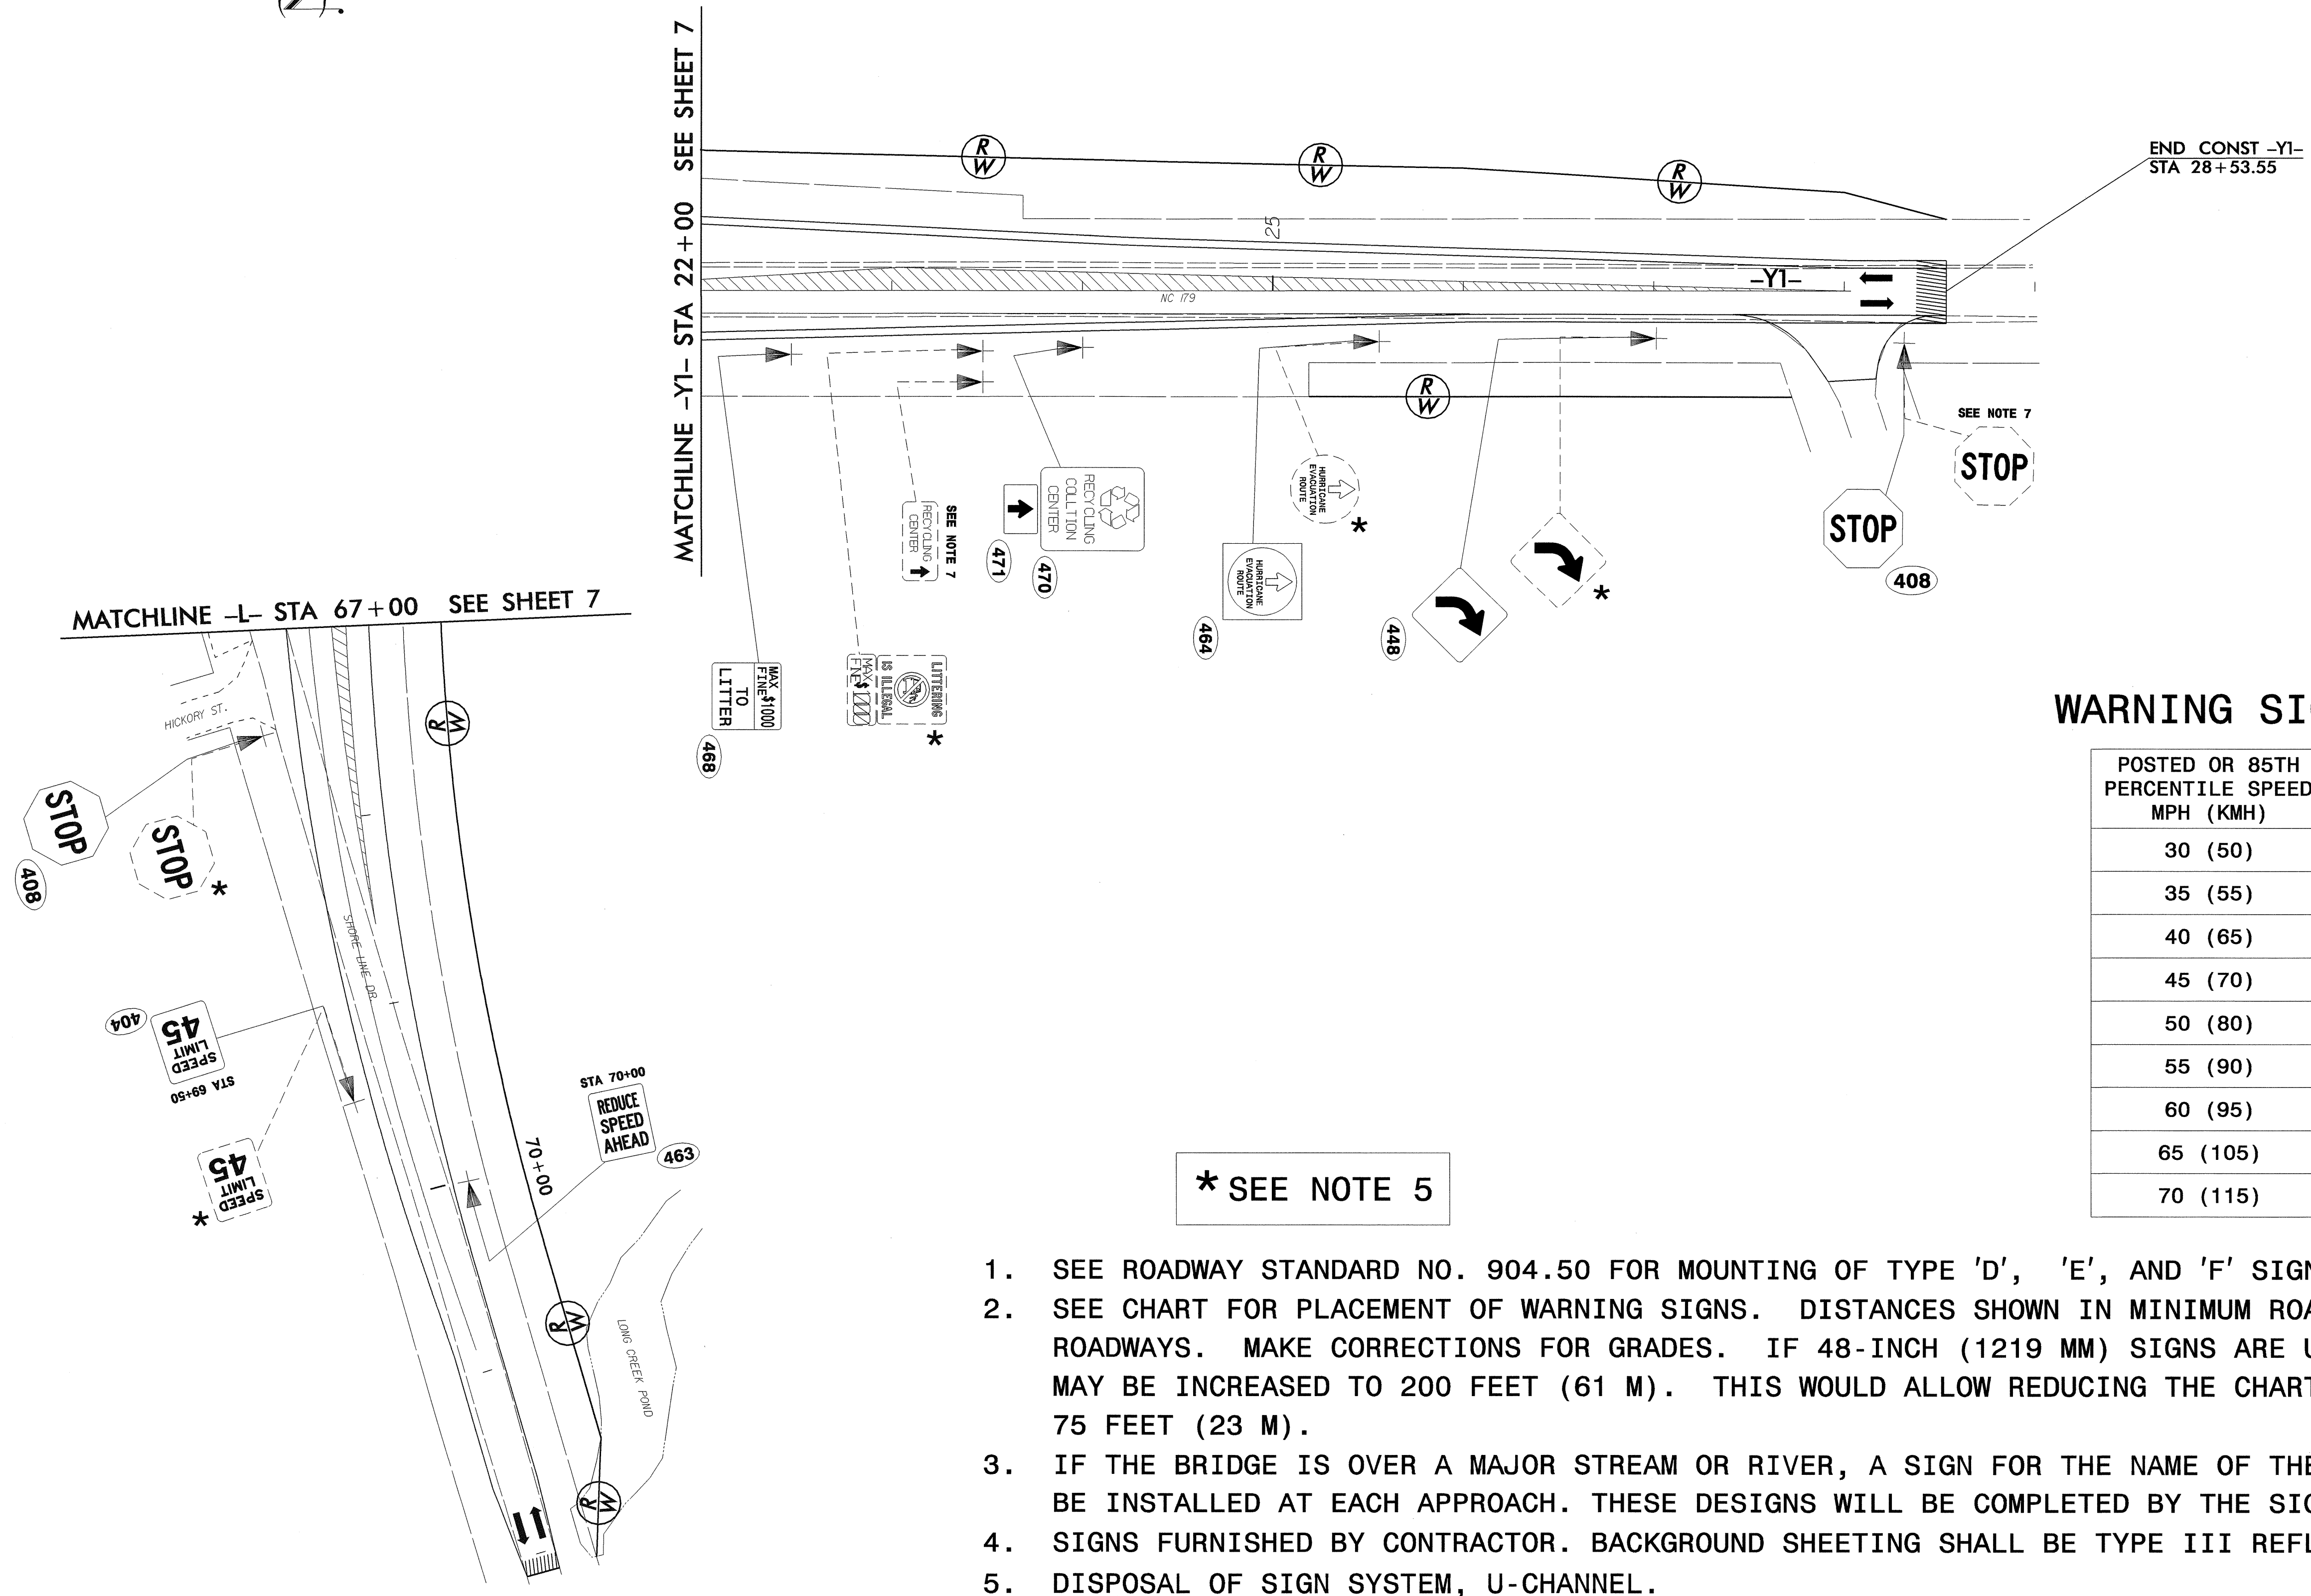 MATCHLINE -Y1- STA 22+00 SEE SHEET 7
R
W
R
W
R
W
END CONST -Y1-
STA 28+53.55
25
-Y1-
NC 179
R
W
MAX
FINE $1000
TO
LITTER
468
LITTERING
IS ILLEGAL
MAX
FINE $
*
SEE NOTE 7
RECYCLING
CENTER
471
RECYCLING
COLLTION
CENTER
470
HURRICANE
EVACUATION
ROUTE
*
HURRICANE
EVACUATION
ROUTE
464
448
*
SEE NOTE 7
STOP
STOP
408
MATCHLINE -L- STA 67+00 SEE SHEET 7
HICKORY ST.
R
W
STOP
408
STOP
*
SHORE LINE DR.
404
SPEED
LIMIT
45
STA 69+50
SPEED
LIMIT
45
*
STA 70+00
REDUCE
SPEED
AHEAD
463
70+00
R
W
LONG CREEK POND
R
W
WARNING SI
POSTED OR 85TH
PERCENTILE SPEED
MPH (KMH)
30 (50)
35 (55)
40 (65)
45 (70)
50 (80)
55 (90)
60 (95)
65 (105)
70 (115)
* SEE NOTE 5
1. SEE ROADWAY STANDARD NO. 904.50 FOR MOUNTING OF TYPE 'D', 'E', AND 'F' SIGN
2. SEE CHART FOR PLACEMENT OF WARNING SIGNS. DISTANCES SHOWN IN MINIMUM ROA
ROADWAYS. MAKE CORRECTIONS FOR GRADES. IF 48-INCH (1219 MM) SIGNS ARE U
MAY BE INCREASED TO 200 FEET (61 M). THIS WOULD ALLOW REDUCING THE CHART
75 FEET (23 M).
3. IF THE BRIDGE IS OVER A MAJOR STREAM OR RIVER, A SIGN FOR THE NAME OF THE
BE INSTALLED AT EACH APPROACH. THESE DESIGNS WILL BE COMPLETED BY THE SIG
4. SIGNS FURNISHED BY CONTRACTOR. BACKGROUND SHEETING SHALL BE TYPE III REFL
5. DISPOSAL OF SIGN SYSTEM, U-CHANNEL.